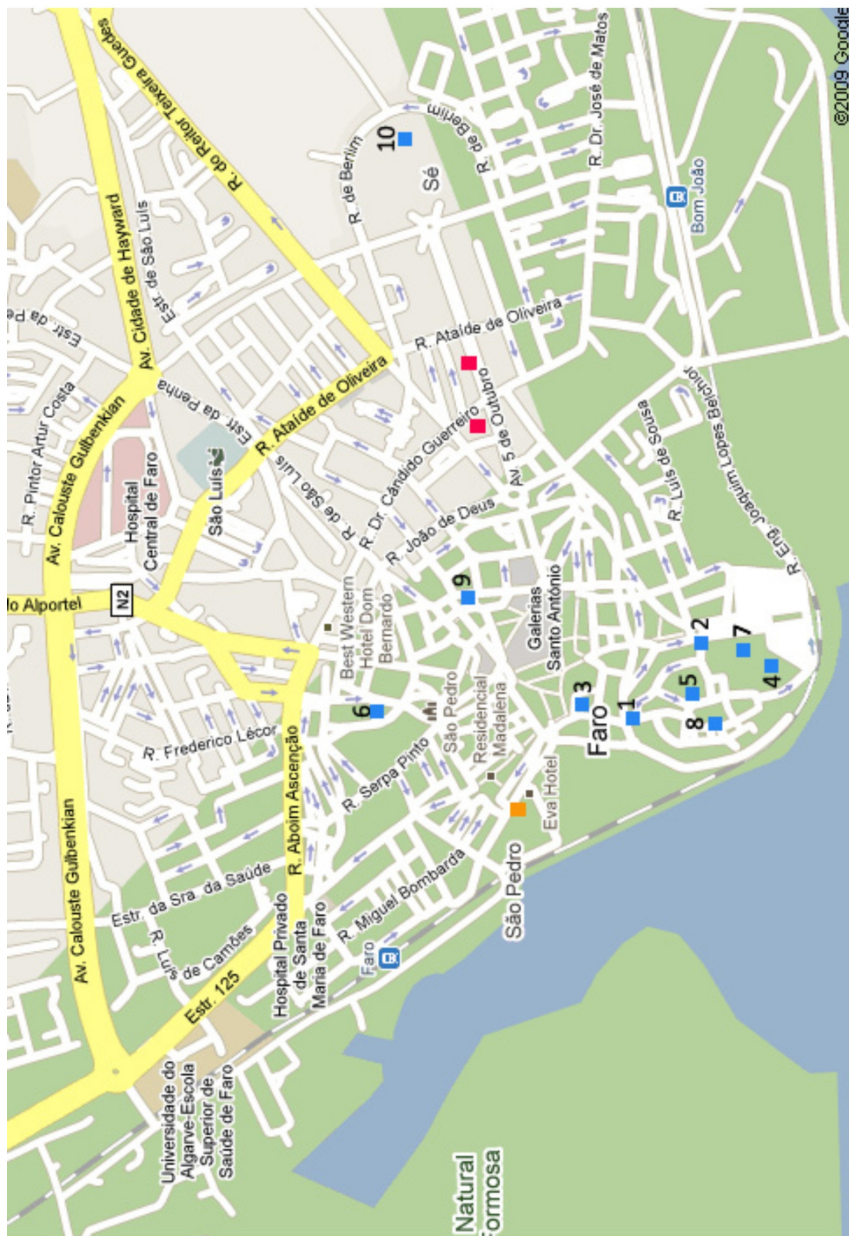 Av. Calouste Gulbenkian
Av. Calouste Gulbenkian
R. Pintor Artur Costa
Estr. da Pe
Av. Cidade de Hayward
do Alportel
N2
Hospital
Central de Faro
Estr. da Penha
Estr. de São Luís
R. do Reitor Teixeira Guedes
São Luís
R. Ataíde de Oliveira
R. Frederico Lécor
Estr. da Sra. da Saúde
R. Luís de Camões
Estr. 125
R. Aboim Ascenção
Universidade do
Algarve-Escola
Superior de
Saúde de Faro
Hospital Privado
de Santa
Maria de Faro
R. de São Luís
R. Dr. Cândido Guerreiro
Best Western
Hotel Dom
Bernardo
R. de Berlim
10
Sé
R. de Berlim
6
R. Serpa Pinto
R. Miguel Bombarda
Faro
R. João de Deus
R. Ataíde de Oliveira
São Pedro
9
Residencial
Madalena
Av. 5 de Outubro
São Pedro
Eva Hotel
Galerias
Santo António
R. Dr. José de Matos
3
Faro
1
R. Luis de Sousa
Bom João
2
5
8
7
4
R. Eng. Joaquim Lopes Belchior
Natural
Formosa
©2009 Google